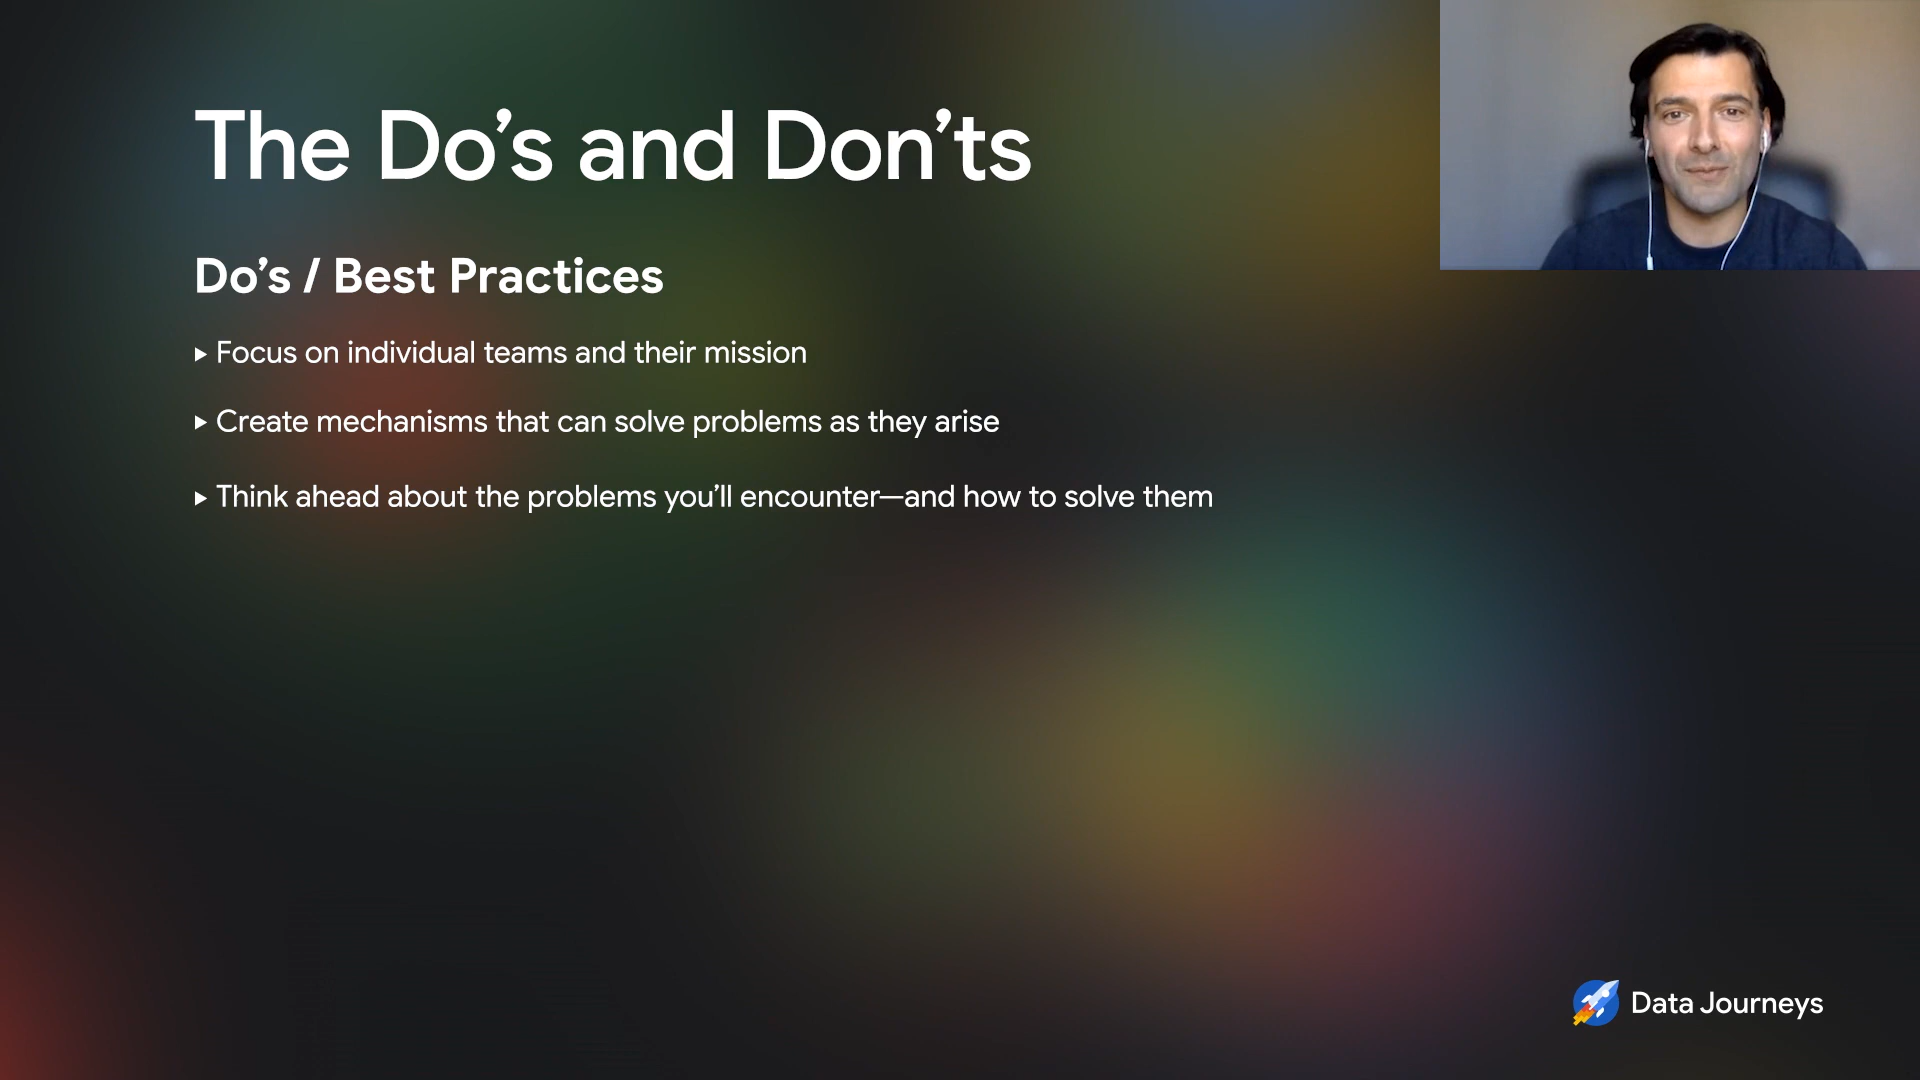 The Do’s and Don’ts
Do’s / Best Practices
▸ Focus on individual teams and their mission
▸ Create mechanisms that can solve problems as they arise
▸ Think ahead about the problems you’ll encounter—and how to solve them
Data Journeys